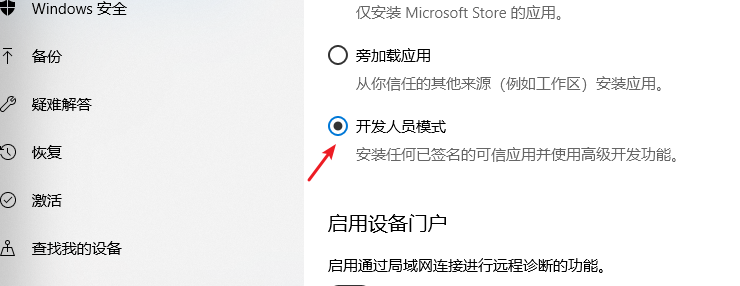 Windows 安全
备份
疑难解答
恢复
激活
查找我的设备
仅安装 Microsoft Store 的应用。
旁加载应用
从你信任的其他来源（例如工作区）安装应用。
开发人员模式
安装任何已签名的可信应用并使用高级开发功能。
启用设备门户
启用通过局域网连接进行远程诊断的功能。